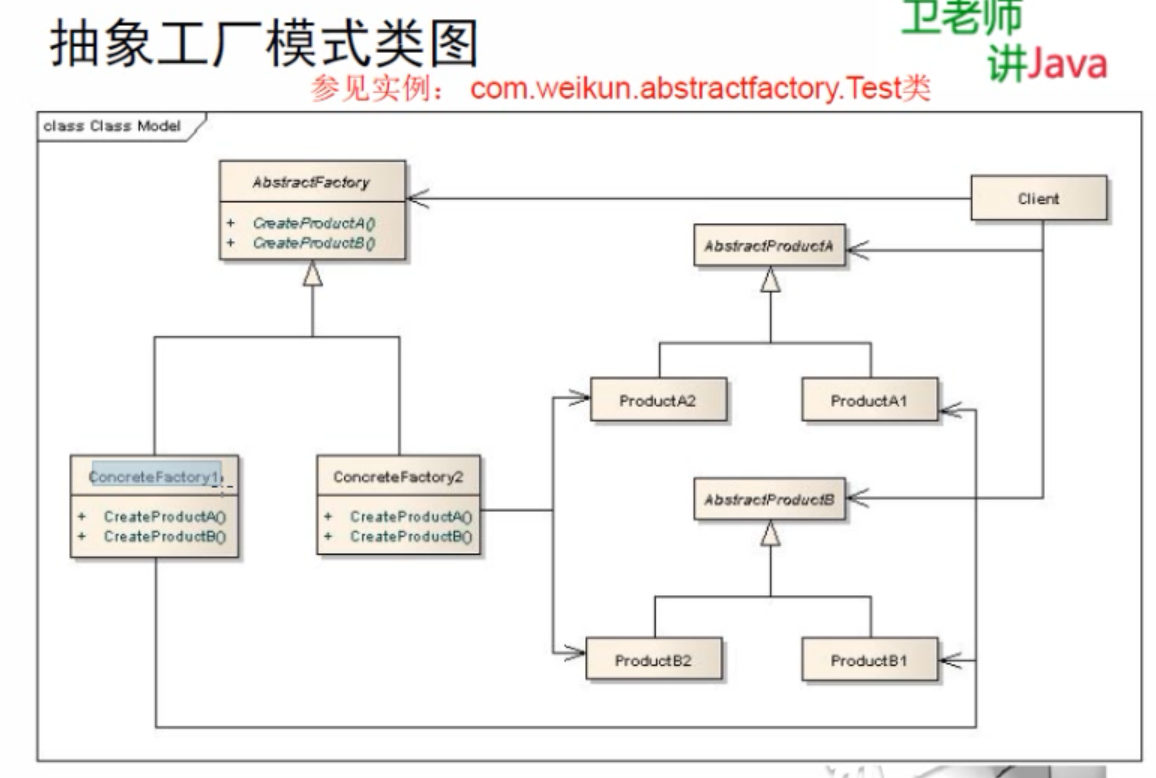 抽象工厂模式类图
卫老师
讲Java
参见实例： com.weikun.abstractfactory.Test类
class Class Model
AbstractFactory
+ CreateProductA()
+ CreateProductB()
Client
AbstractProductA
ProductA2
ProductA1
ConcreteFactory1
+ CreateProductA()
+ CreateProductB()
ConcreteFactory2
+ CreateProductA()
+ CreateProductB()
AbstractProductB
ProductB2
ProductB1